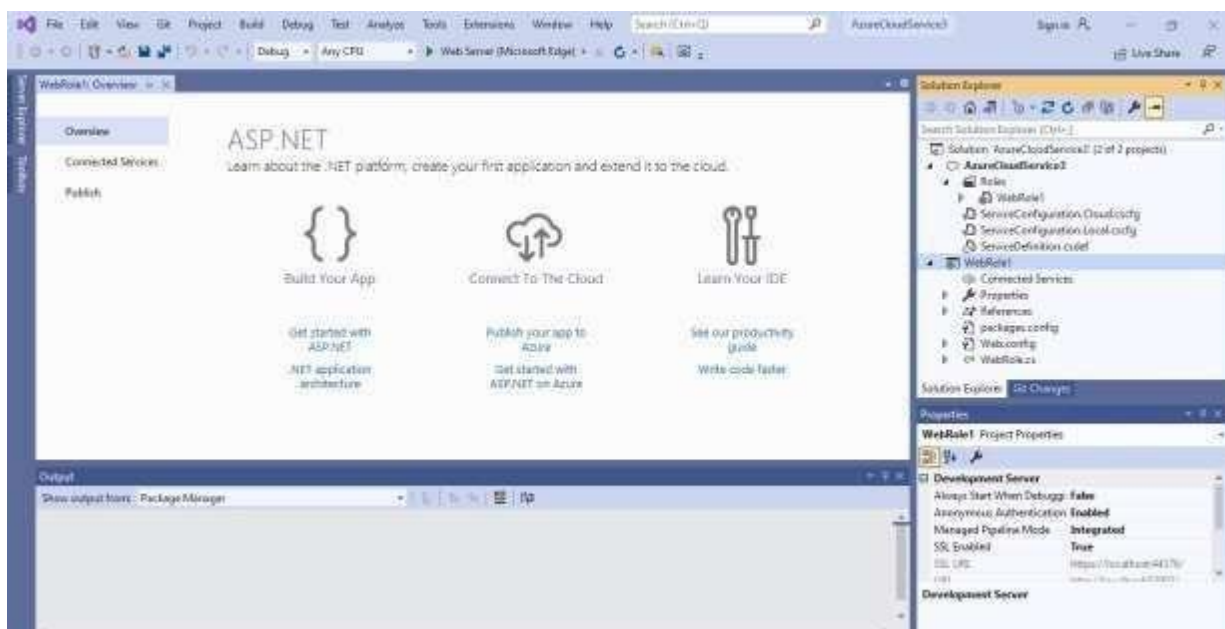 File Edit View Git Project Build Debug Test Analyze Tools Extensions Window Help Search (Ctrl+Q) AzureCloudService3 Sign in
Debug Any CPU Web Server (Microsoft Edge) Live Share
Server Explorer
Toolbox
WebRole1: Overview
Overview
Connected Services
Publish
ASP.NET
Learn about the .NET platform, create your first application and extend it to the cloud.
Build Your App
Get started with
ASP.NET
.NET application
architecture
Connect To The Cloud
Publish your app to
Azure
Get started with
ASP.NET on Azure
Learn Your IDE
See our productivity
guide
Write code faster
Output
Show output from: Package Manager
Solution Explorer
Search Solution Explorer (Ctrl+;)
Solution 'AzureCloudService3' (2 of 2 projects)
AzureCloudService3
Roles
WebRole1
ServiceConfiguration.Cloud.cscfg
ServiceConfiguration.Local.cscfg
ServiceDefinition.csdef
WebRole1
Connected Services
Properties
References
packages.config
Web.config
WebRole.cs
Solution Explorer Git Changes
Properties
WebRole1 Project Properties
Development Server
Always Start When Debuggi False
Anonymous Authentication Enabled
Managed Pipeline Mode Integrated
SSL Enabled True
SSL URL
URL
Development Server